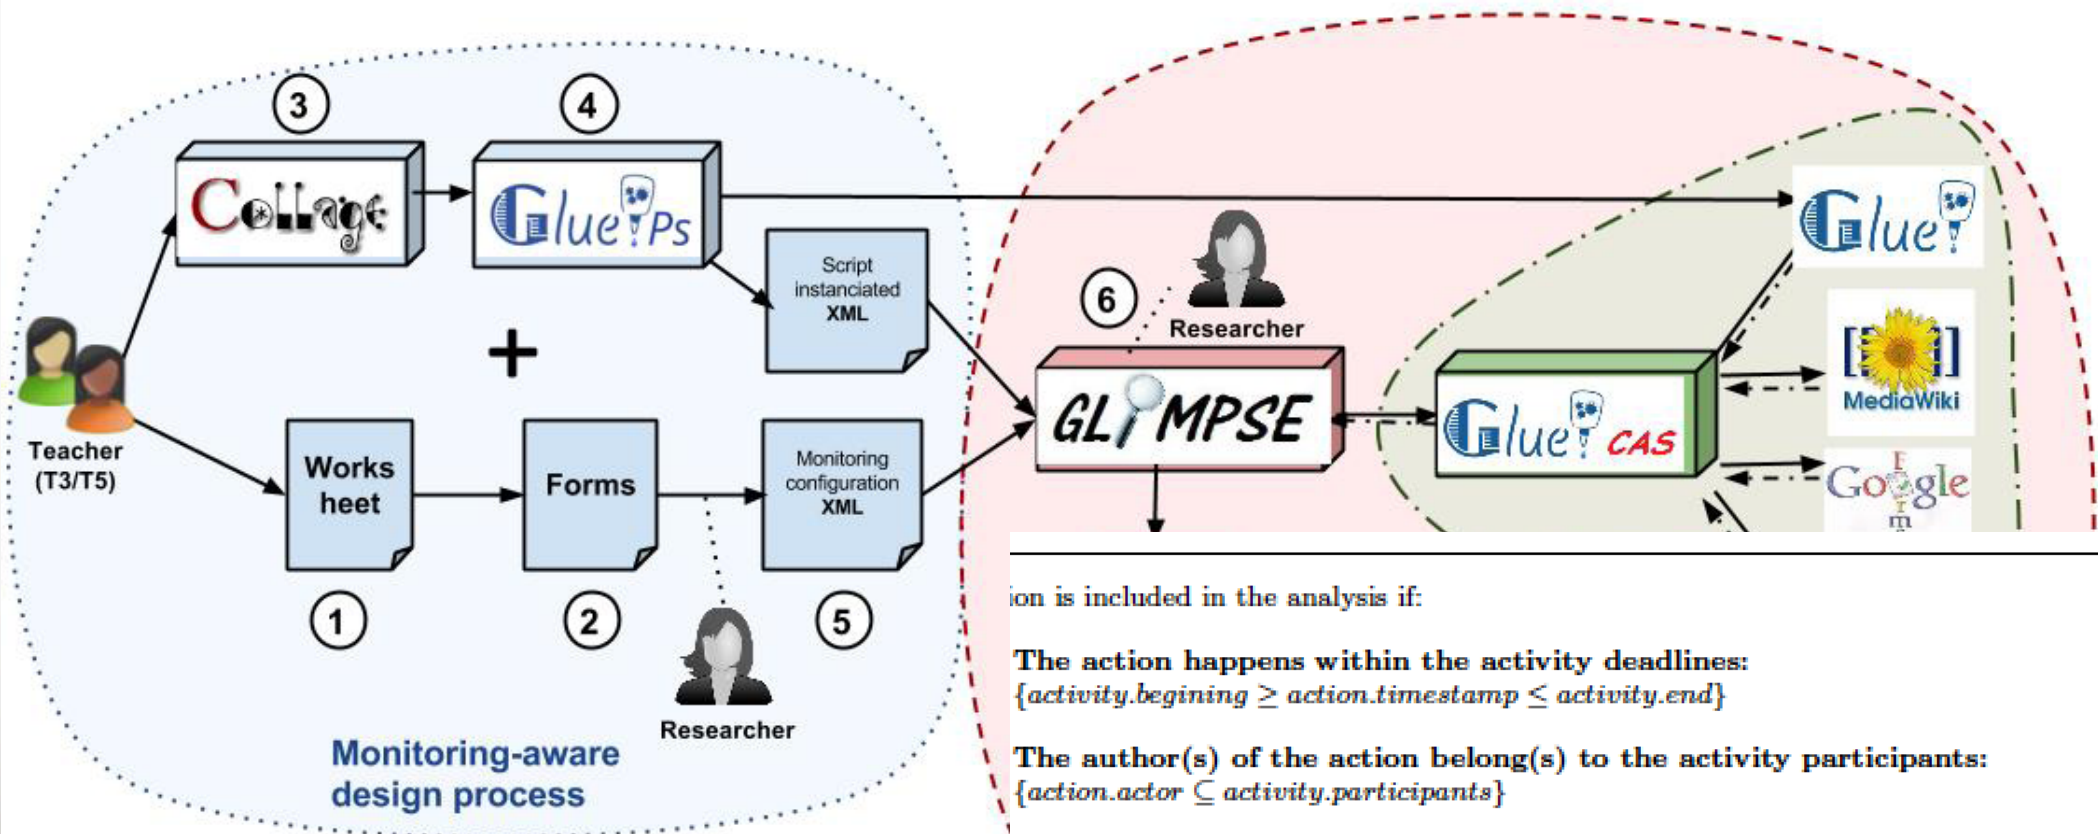 3
4
Collage
Glue!Ps
Glue!
Script
instanciated
XML
6
Researcher
MediaWiki
Teacher
(T3/T5)
Works
heet
Forms
Monitoring
configuration
XML
GLIMPSE
Glue! CAS
Google
1
2
5
Researcher
Monitoring-aware
design process
ion is included in the analysis if:
The action happens within the activity deadlines:
{activity.begining ≥ action.timestamp ≤ activity.end}
The author(s) of the action belong(s) to the activity participants:
{action.actor ⊆ activity.participants}